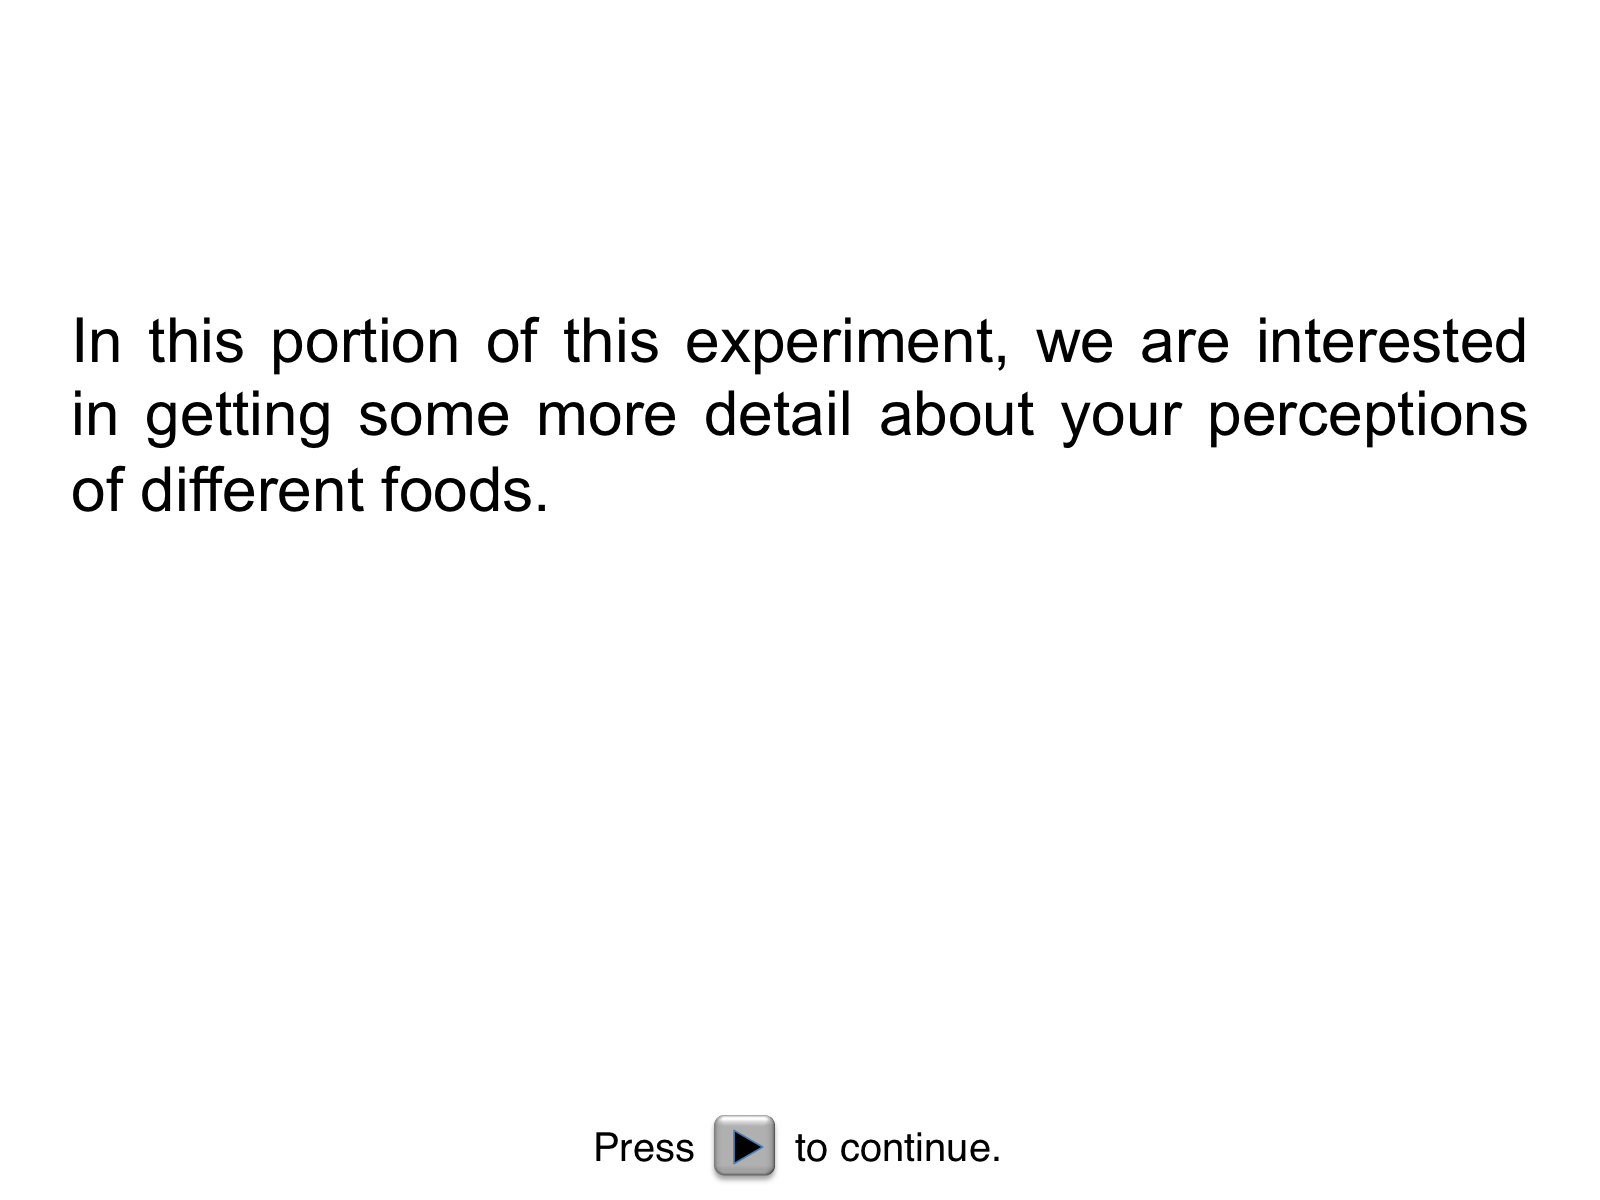 In this portion of this experiment, we are interested
in getting some more detail about your perceptions
of different foods.
Press to continue.